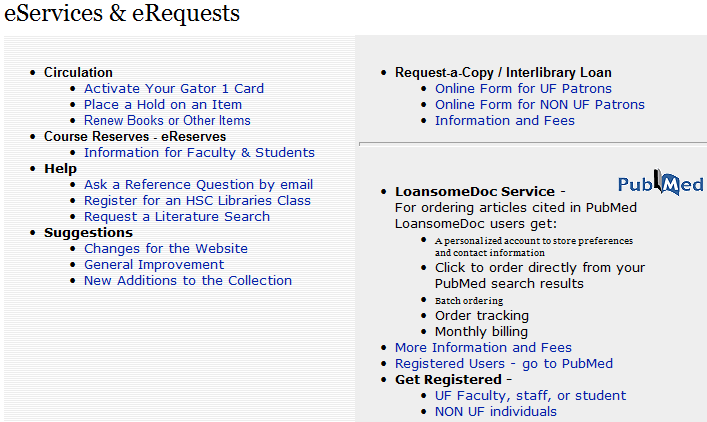 eServices & eRequests
Circulation
Activate Your Gator 1 Card
Place a Hold on an Item
Renew Books or Other Items
Course Reserves - eReserves
Information for Faculty & Students
Help
Ask a Reference Question by email
Register for an HSC Libraries Class
Request a Literature Search
Suggestions
Changes for the Website
General Improvement
New Additions to the Collection
Request-a-Copy / Interlibrary Loan
Online Form for UF Patrons
Online Form for NON UF Patrons
Information and Fees
PubMed
LoansomeDoc Service -
For ordering articles cited in PubMed
LoansomeDoc users get:
A personalized account to store preferences
and contact information
Click to order directly from your
PubMed search results
Batch ordering
Order tracking
Monthly billing
More Information and Fees
Registered Users - go to PubMed
Get Registered -
UF Faculty, staff, or student
NON UF individuals